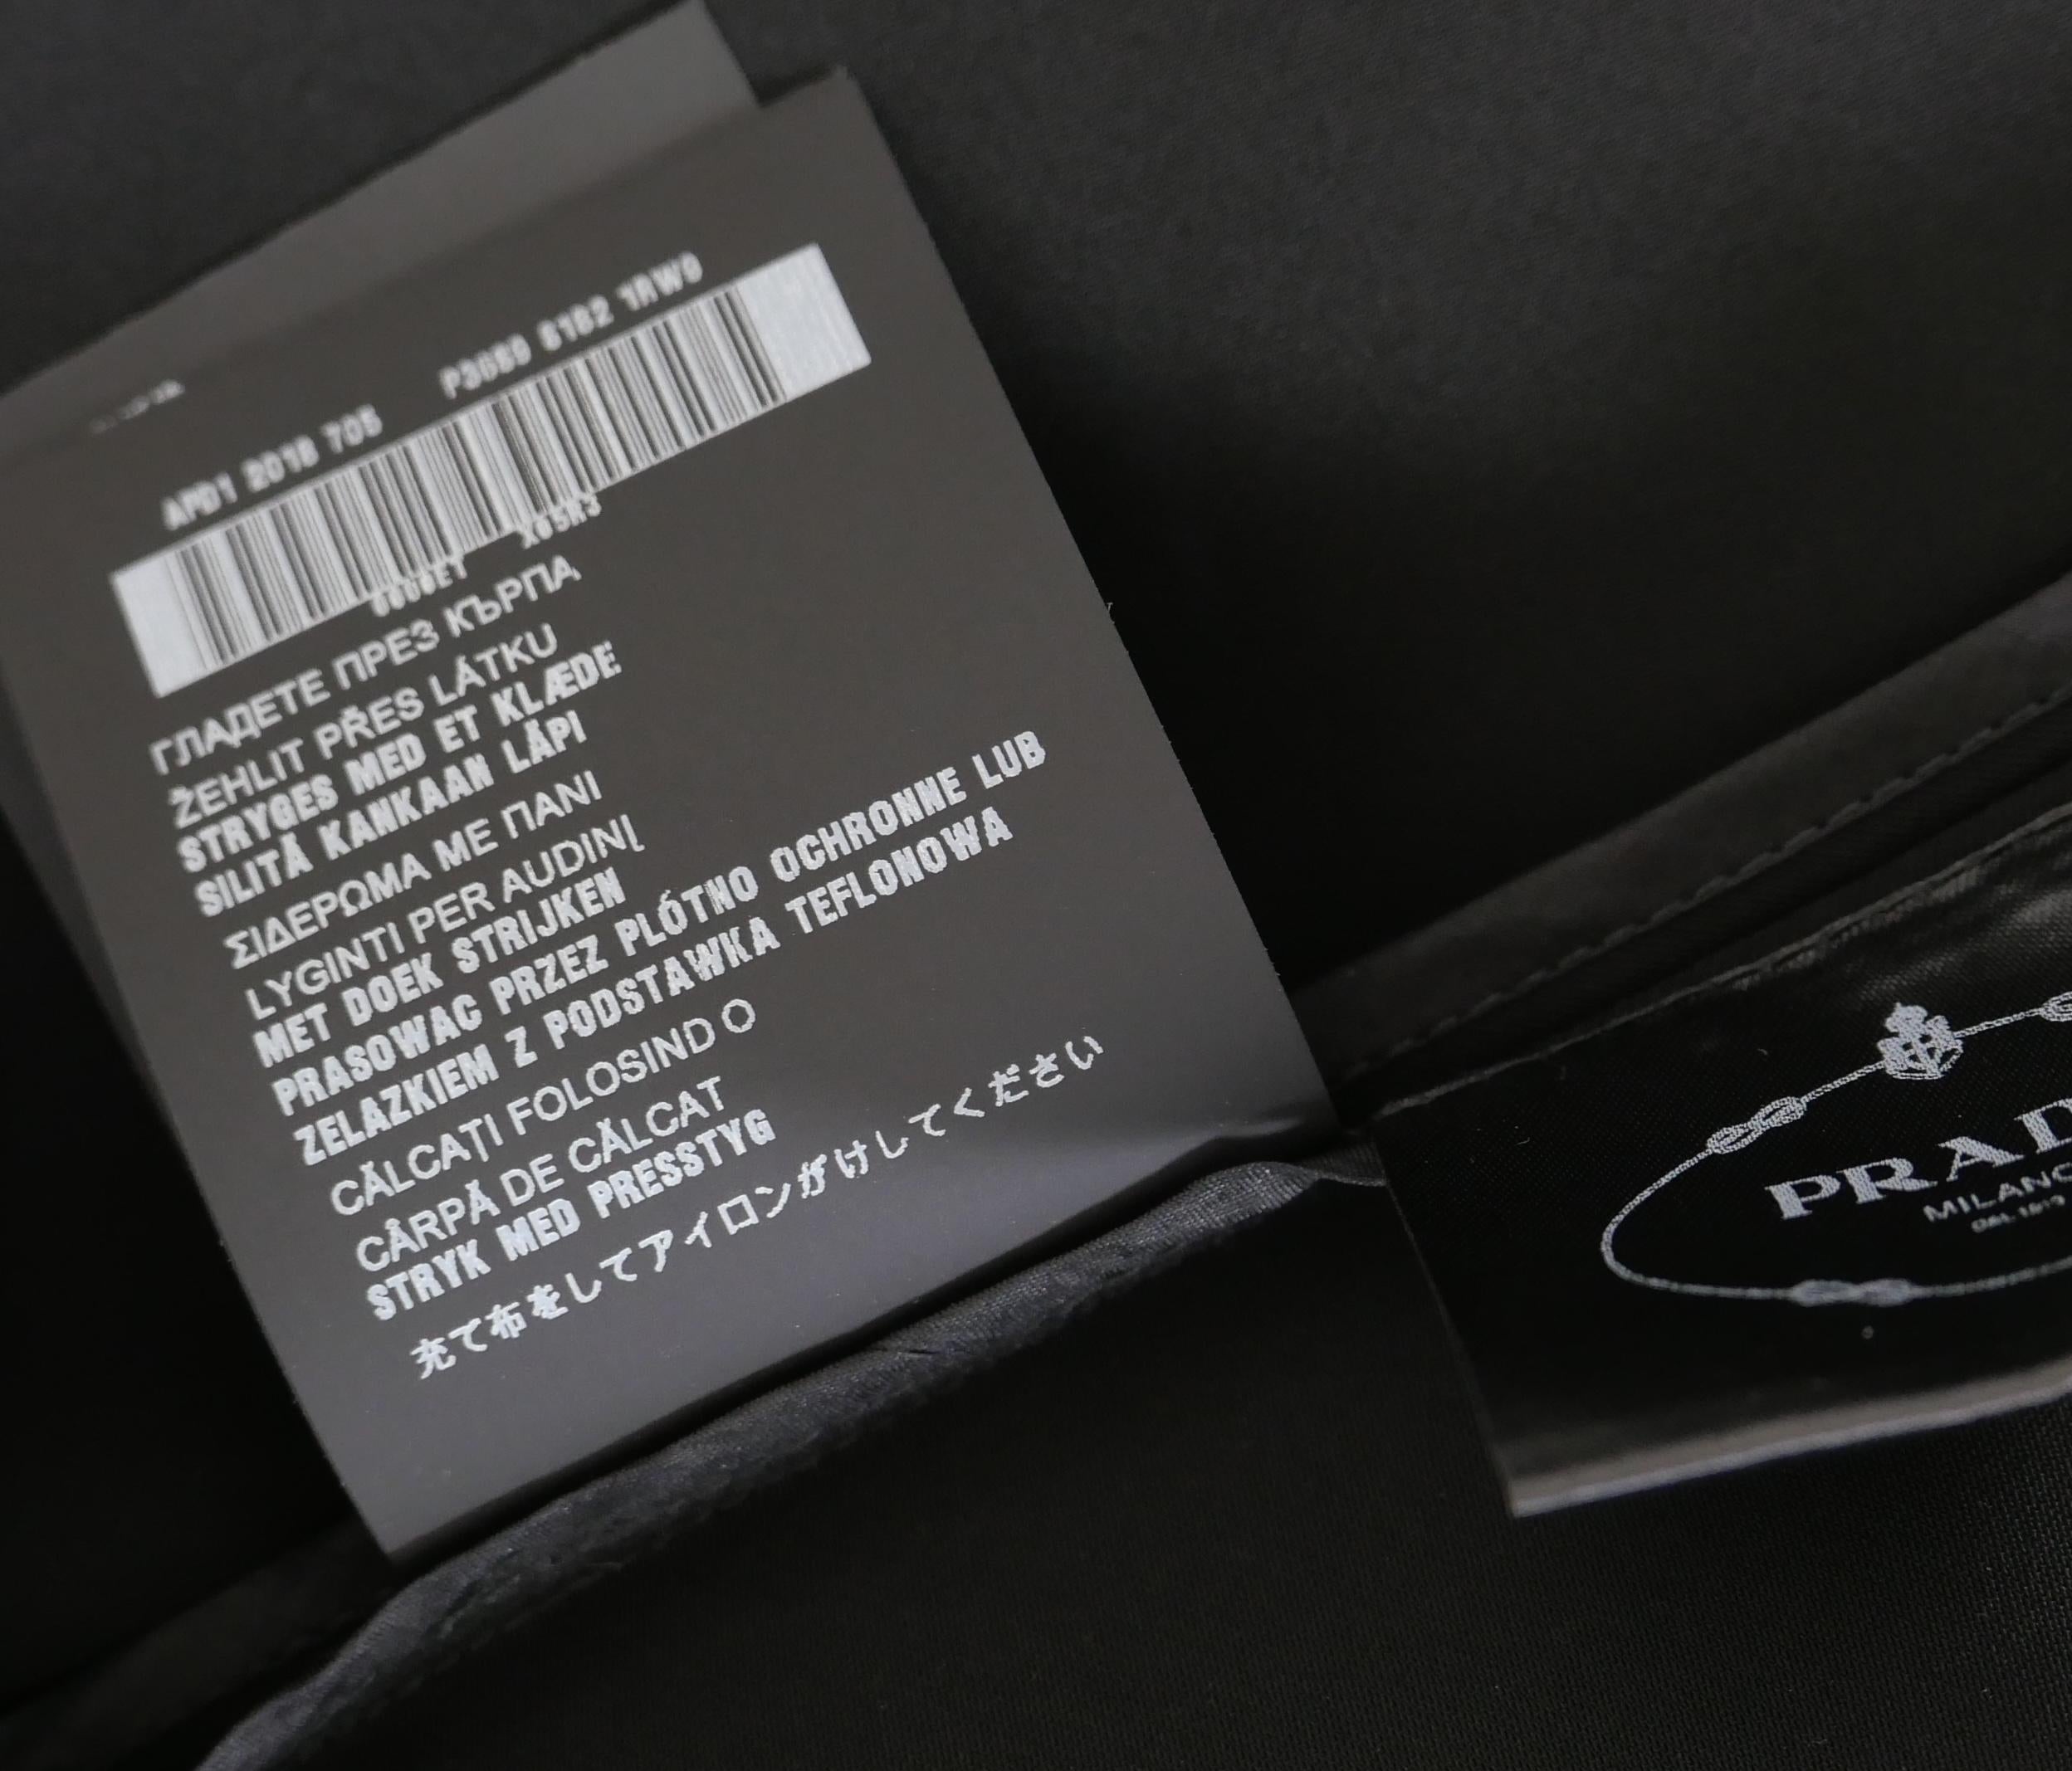 APD1 2018 705
P3080 S182 1RW0
X05R3
ГЛАДЕТЕ ПРЕЗ КЪРПА
ŽEHLIT PŘES LÁTKU
STRYGES MED ET KLÆDE
SILITÄ KANKAAN LÄPI
ΣΙΔΕΡΩΜΑ ΜΕ ΠΑΝΙ
LYGINTI PER AUDINĮ
MET DOEK STRIJKEN
PRASOWAC PRZEZ PLÓTNO OCHRONNE LUB
ZELAZKIEM Z PODSTAWKA TEFLONOWA
CĂLCAȚI FOLOSIND O
CÂRPĂ DE CĂLCAT
STRYK MED PRESSTYG
充て布をしてアイロンがけしてください
PRAD
MILANO